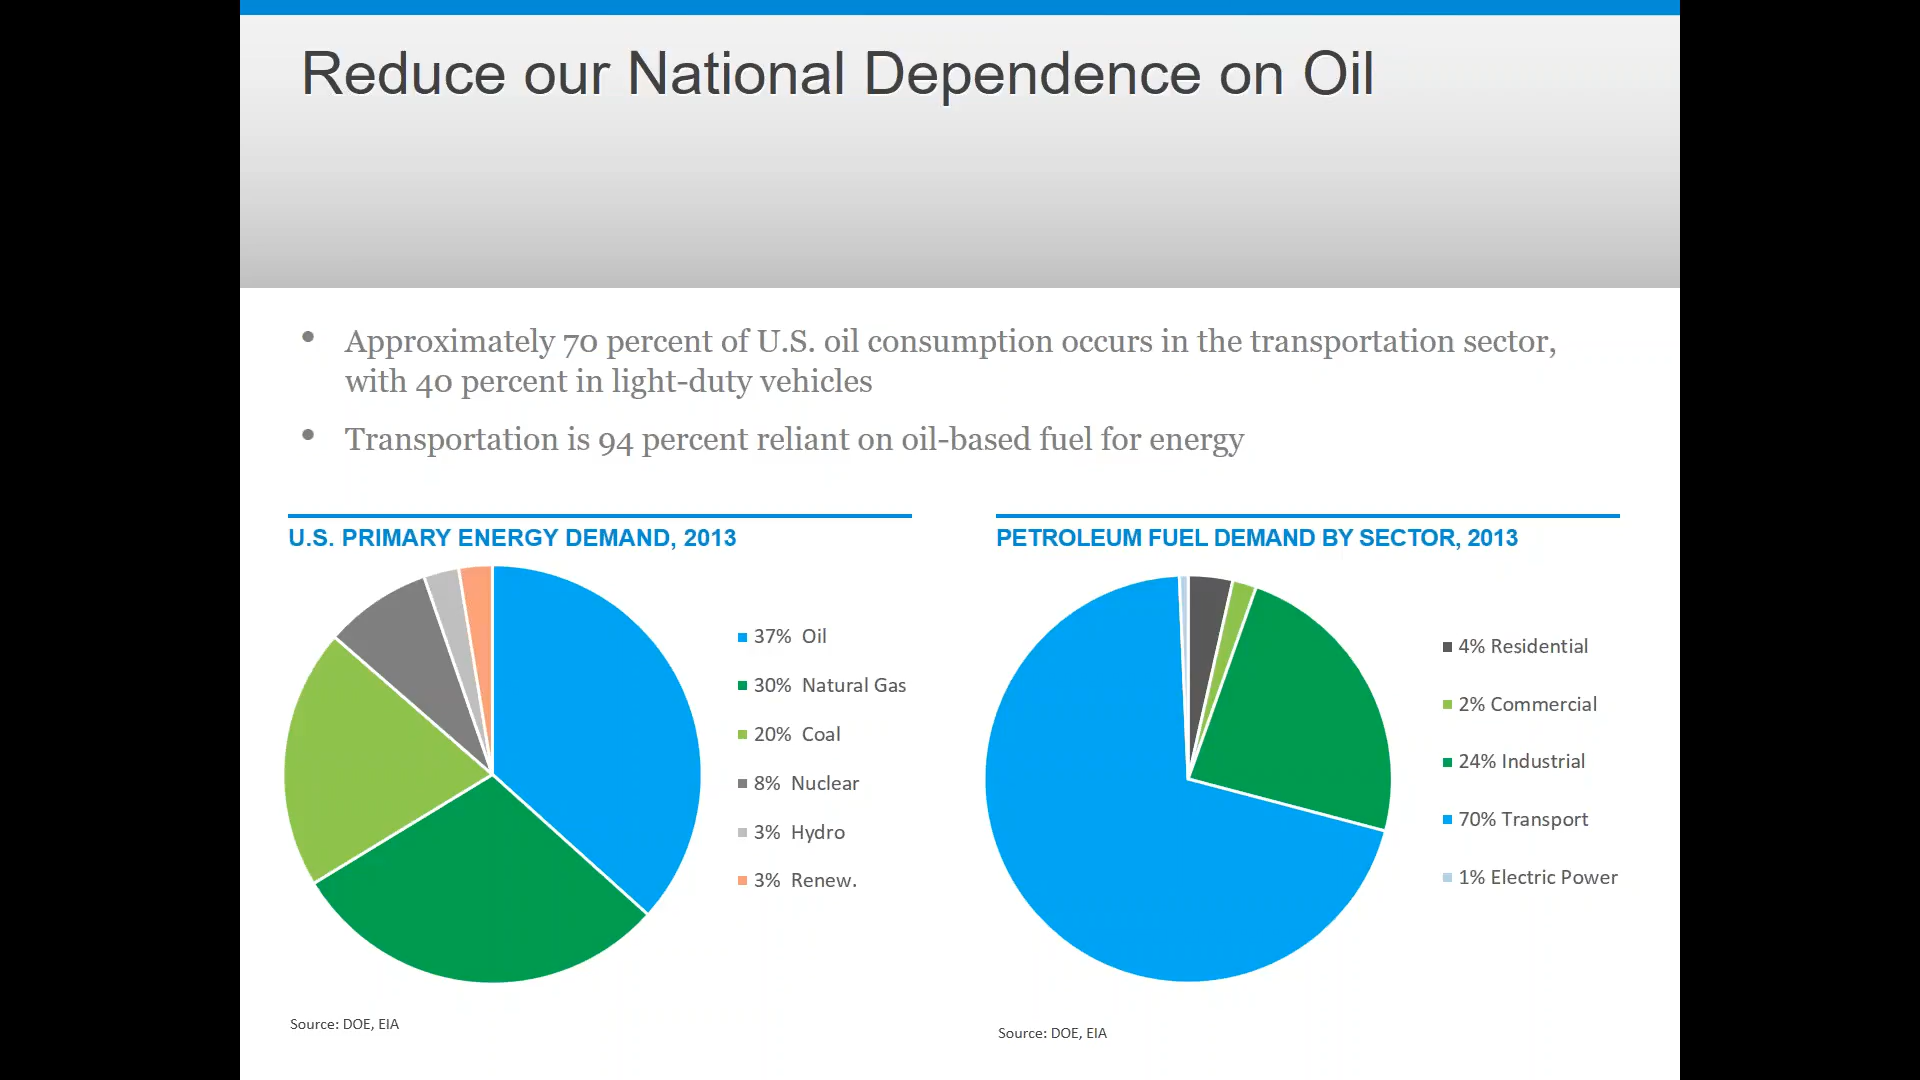 Reduce our National Dependence on Oil
• Approximately 70 percent of U.S. oil consumption occurs in the transportation sector,
with 40 percent in light-duty vehicles
• Transportation is 94 percent reliant on oil-based fuel for energy
U.S. PRIMARY ENERGY DEMAND, 2013
37% Oil
30% Natural Gas
20% Coal
8% Nuclear
3% Hydro
3% Renew.
Source: DOE, EIA
PETROLEUM FUEL DEMAND BY SECTOR, 2013
4% Residential
2% Commercial
24% Industrial
70% Transport
1% Electric Power
Source: DOE, EIA